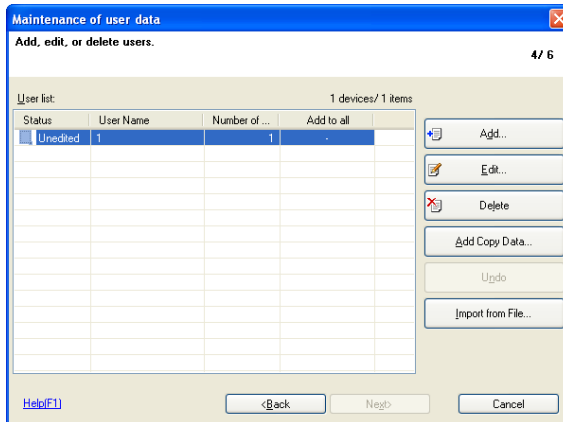 Maintenance of user data
Add, edit, or delete users.
4/ 6
User list:
1 devices/ 1 items
Status User Name Number of ... Add to all
Unedited 1 1 -
Add...
Edit...
Delete
Add Copy Data...
Undo
Import from File...
Help(F1)
<Back
Next>
Cancel